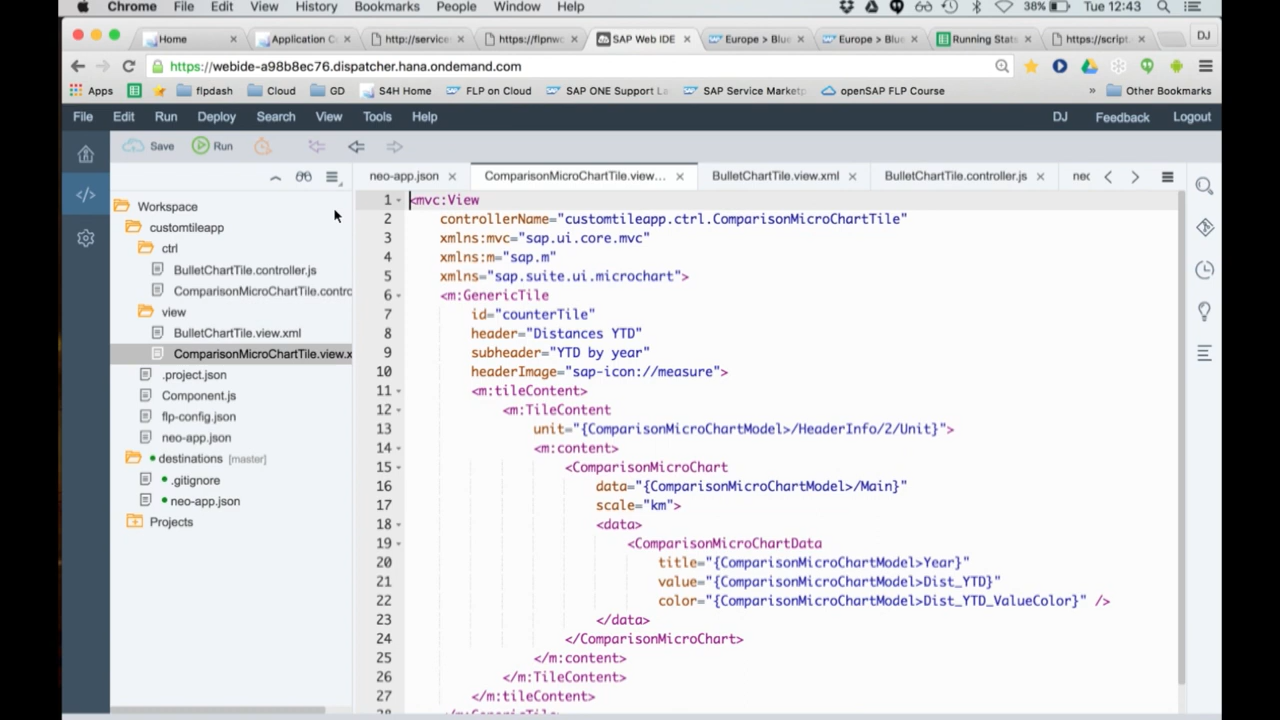 Chrome File Edit View History Bookmarks People Window Help 38% Tue 12:43
Home Application C http://service https://flpnwc SAP Web IDE Europe > Blue Europe > Blue Running Stats https://script. DJ
https://webide-a98b8ec76.dispatcher.hana.ondemand.com
Apps flpdash Cloud GD S4H Home FLP on Cloud SAP ONE Support La SAP Service Marketp openSAP FLP Course » Other Bookmarks
File Edit Run Deploy Search View Tools Help DJ Feedback Logout
Save Run
neo-app.json ComparisonMicroChartTile.view... BulletChartTile.view.xml BulletChartTile.controller.js nec
Workspace
customtileapp
ctrl
BulletChartTile.controller.js
ComparisonMicroChartTile.contrc
view
BulletChartTile.view.xml
ComparisonMicroChartTile.view.x
.project.json
Component.js
flp-config.json
neo-app.json
destinations [master]
.gitignore
neo-app.json
Projects
1 <mvc:View
2 controllerName="customtileapp.ctrl.ComparisonMicroChartTile"
3 xmlns:mvc="sap.ui.core.mvc"
4 xmlns:m="sap.m"
5 xmlns="sap.suite.ui.microchart">
6 <m:GenericTile
7 id="counterTile"
8 header="Distances YTD"
9 subheader="YTD by year"
10 headerImage="sap-icon://measure">
11 <m:tileContent>
12 <m:TileContent
13 unit="{ComparisonMicroChartModel>/HeaderInfo/2/Unit}">
14 <m:content>
15 <ComparisonMicroChart
16 data="{ComparisonMicroChartModel>/Main}"
17 scale="km">
18 <data>
19 <ComparisonMicroChartData
20 title="{ComparisonMicroChartModel>Year}"
21 value="{ComparisonMicroChartModel>Dist_YTD}"
22 color="{ComparisonMicroChartModel>Dist_YTD_ValueColor}" />
23 </data>
24 </ComparisonMicroChart>
25 </m:content>
26 </m:TileContent>
27 </m:tileContent>
28 </m:GenericTile>